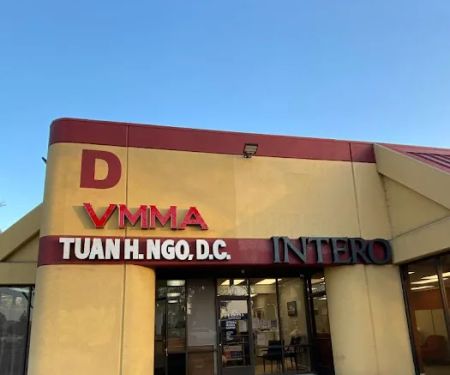 D
VMMA
TUAN H. NGO, D.C.
INTERO